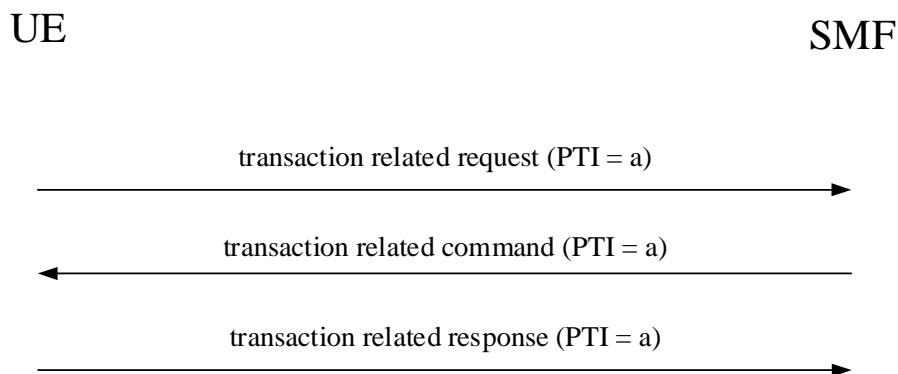 UE
SMF
transaction related request (PTI = a)
transaction related command (PTI = a)
transaction related response (PTI = a)